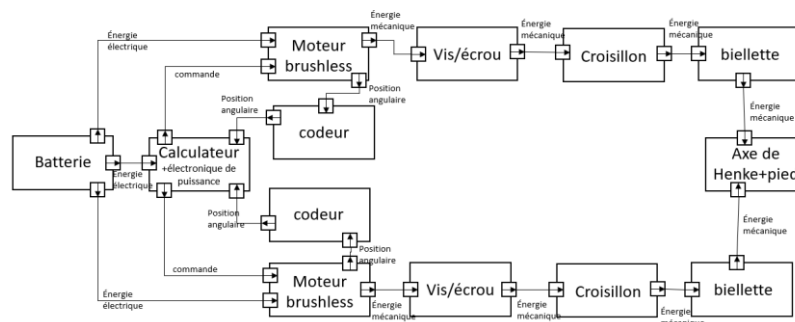 Énergie
mécanique
Énergie
mécanique
Énergie
mécanique
Énergie
électrique
Moteur
brushless
Vis/écrou
Croisillon
biellette
commande
Position
angulaire
Position
angulaire
codeur
Énergie
mécanique
Batterie
Énergie
électrique
Calculateur
+électronique de
puissance
Axe de
Henke+pied
codeur
Position
angulaire
Position
angulaire
Énergie
mécanique
commande
Énergie
électrique
Moteur
brushless
Énergie
mécanique
Vis/écrou
Énergie
mécanique
Croisillon
Énergie
mécanique
biellette